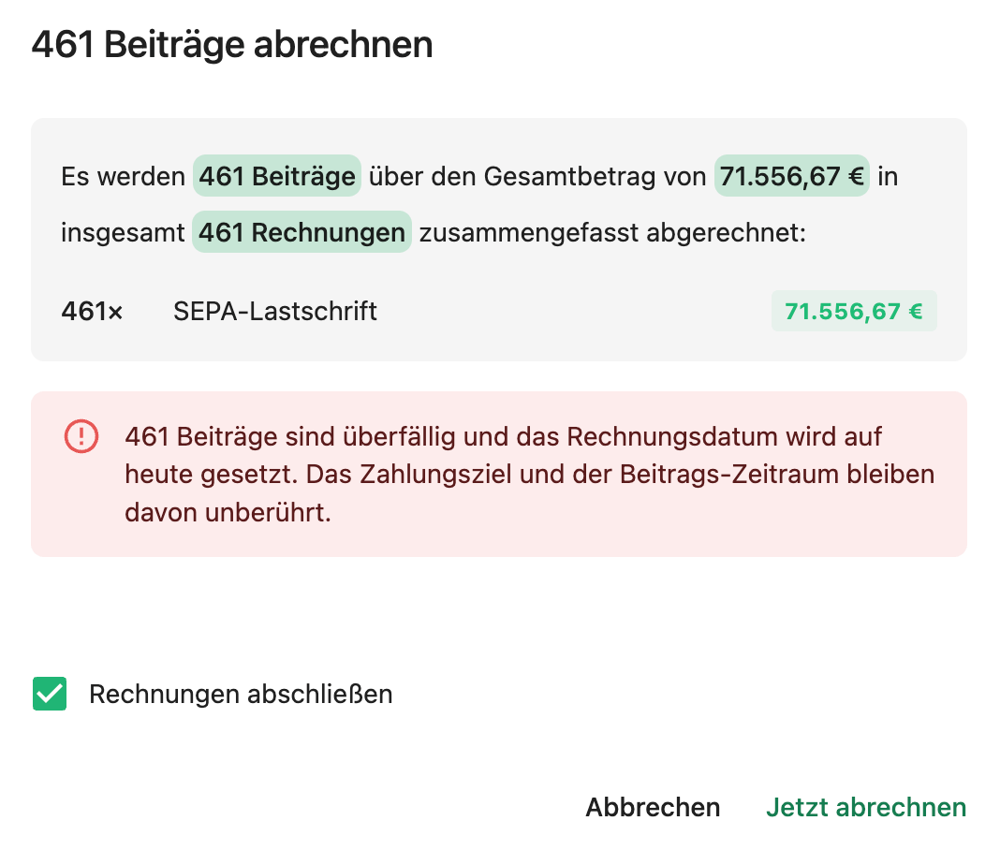 461 Beiträge abrechnen
Es werden 461 Beiträge über den Gesamtbetrag von 71.556,67 € in
insgesamt 461 Rechnungen zusammengefasst abgerechnet:
461× SEPA-Lastschrift 71.556,67 €
461 Beiträge sind überfällig und das Rechnungsdatum wird auf
heute gesetzt. Das Zahlungsziel und der Beitrags-Zeitraum bleiben
davon unberührt.
Rechnungen abschließen
Abbrechen Jetzt abrechnen